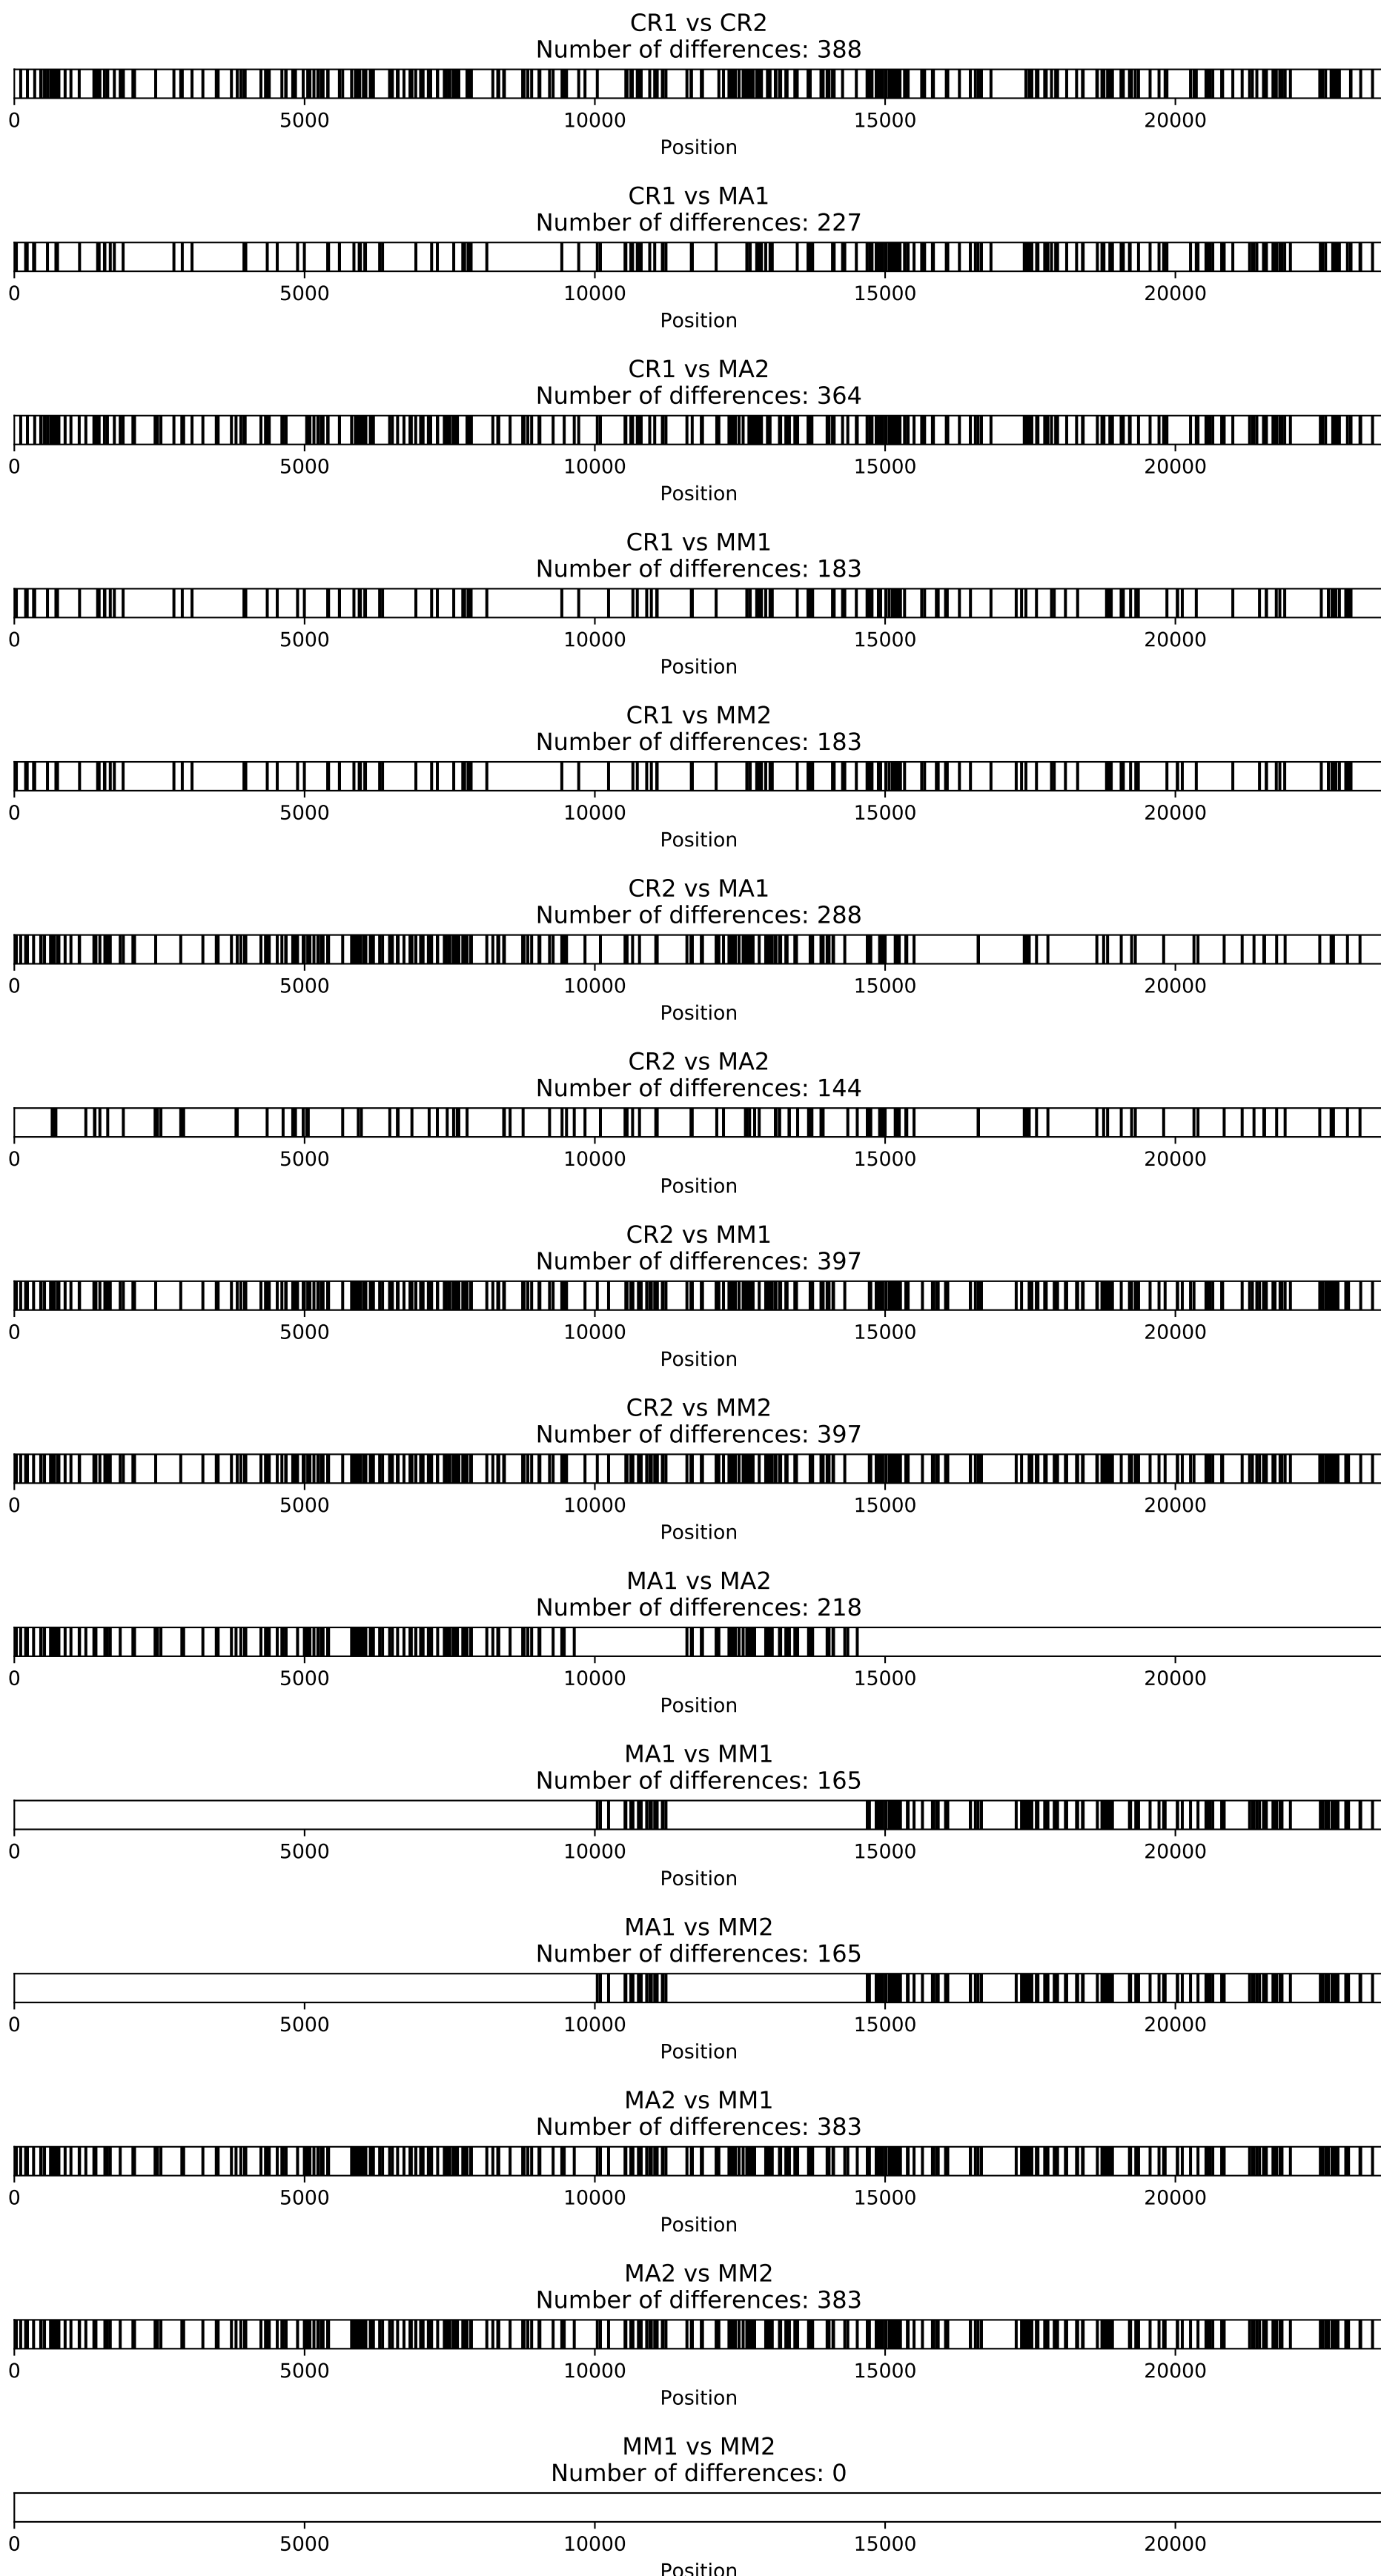 CR1 vs CR2
Number of differences: 388
0 5000 10000 15000 20000
Position
CR1 vs MA1
Number of differences: 227
0 5000 10000 15000 20000
Position
CR1 vs MA2
Number of differences: 364
0 5000 10000 15000 20000
Position
CR1 vs MM1
Number of differences: 183
0 5000 10000 15000 20000
Position
CR1 vs MM2
Number of differences: 183
0 5000 10000 15000 20000
Position
CR2 vs MA1
Number of differences: 288
0 5000 10000 15000 20000
Position
CR2 vs MA2
Number of differences: 144
0 5000 10000 15000 20000
Position
CR2 vs MM1
Number of differences: 397
0 5000 10000 15000 20000
Position
CR2 vs MM2
Number of differences: 397
0 5000 10000 15000 20000
Position
MA1 vs MA2
Number of differences: 218
0 5000 10000 15000 20000
Position
MA1 vs MM1
Number of differences: 165
0 5000 10000 15000 20000
Position
MA1 vs MM2
Number of differences: 165
0 5000 10000 15000 20000
Position
MA2 vs MM1
Number of differences: 383
0 5000 10000 15000 20000
Position
MA2 vs MM2
Number of differences: 383
0 5000 10000 15000 20000
Position
MM1 vs MM2
Number of differences: 0
0 5000 10000 15000 20000
Position